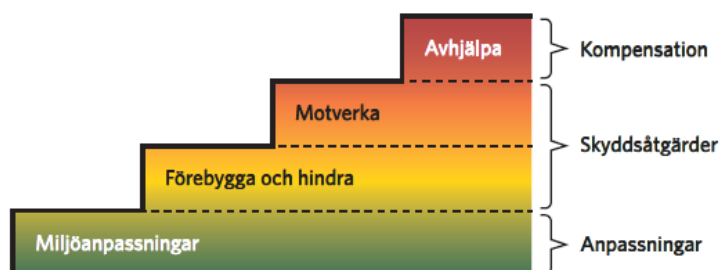 Avhjälpa
Kompensation
Motverka
Skyddsåtgärder
Förebygga och hindra
Miljöanpassningar
Anpassningar